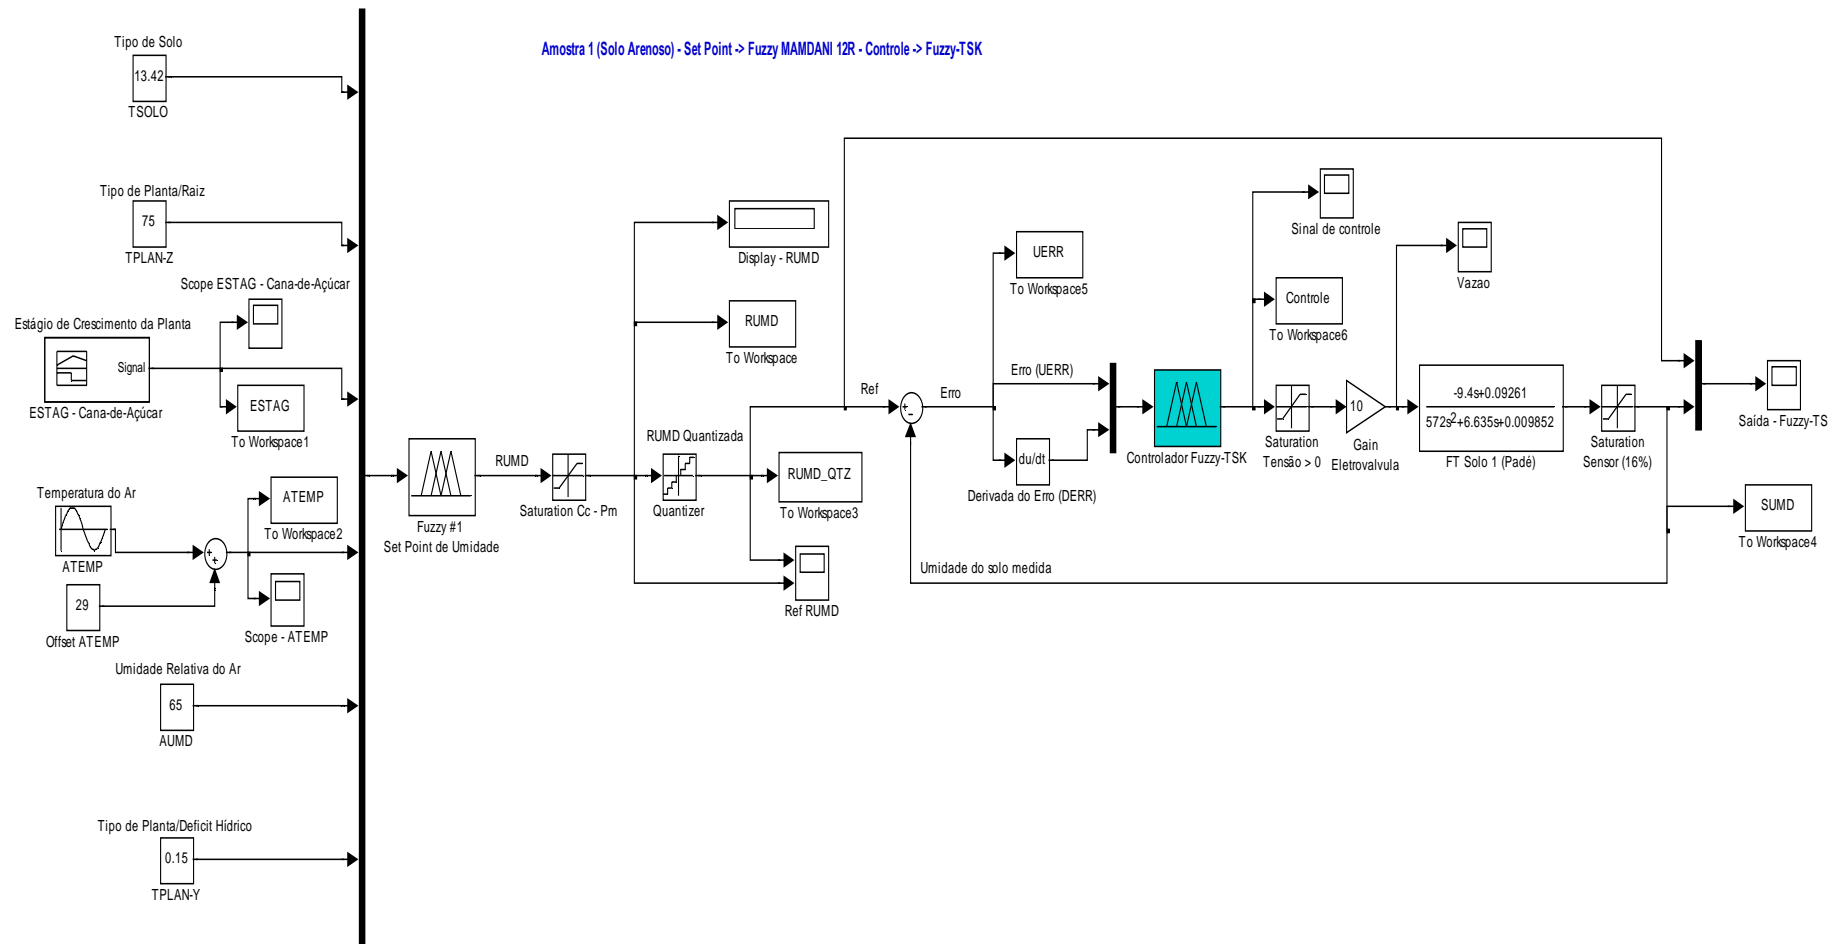 Amostra 1 (Solo Arenoso) - Set Point -> Fuzzy MAMDANI 12R - Controle -> Fuzzy-TSK
Tipo de Solo
13.42
TSOLO
Tipo de Planta/Raiz
75
TPLAN-Z
Scope ESTAG - Cana-de-Açúcar
Estágio de Crescimento da Planta
Signal
ESTAG - Cana-de-Açúcar
ESTAG
To Workspace1
Temperatura do Ar
ATEMP
ATEMP
To Workspace2
29
Offset ATEMP
Scope - ATEMP
Umidade Relativa do Ar
65
AUMD
Tipo de Planta/Deficit Hídrico
0.15
TPLAN-Y
Fuzzy #1
Set Point de Umidade
RUMD
Saturation Cc - Pm
Display - RUMD
RUMD
To Workspace
RUMD Quantizada
Quantizer
RUMD_QTZ
To Workspace3
Ref RUMD
Ref
Erro
UERR
To Workspace5
Erro (UERR)
du/dt
Derivada do Erro (DERR)
Controlador Fuzzy-TSK
Sinal de controle
Controle
To Workspace6
Saturation
Tensão > 0
10
Gain
Eletrovalvula
Vazao
-9.4s+0.09261
572s2+6.635s+0.009852
FT Solo 1 (Padé)
Saturation
Sensor (16%)
Saída - Fuzzy-TS
SUMD
To Workspace4
Umidade do solo medida